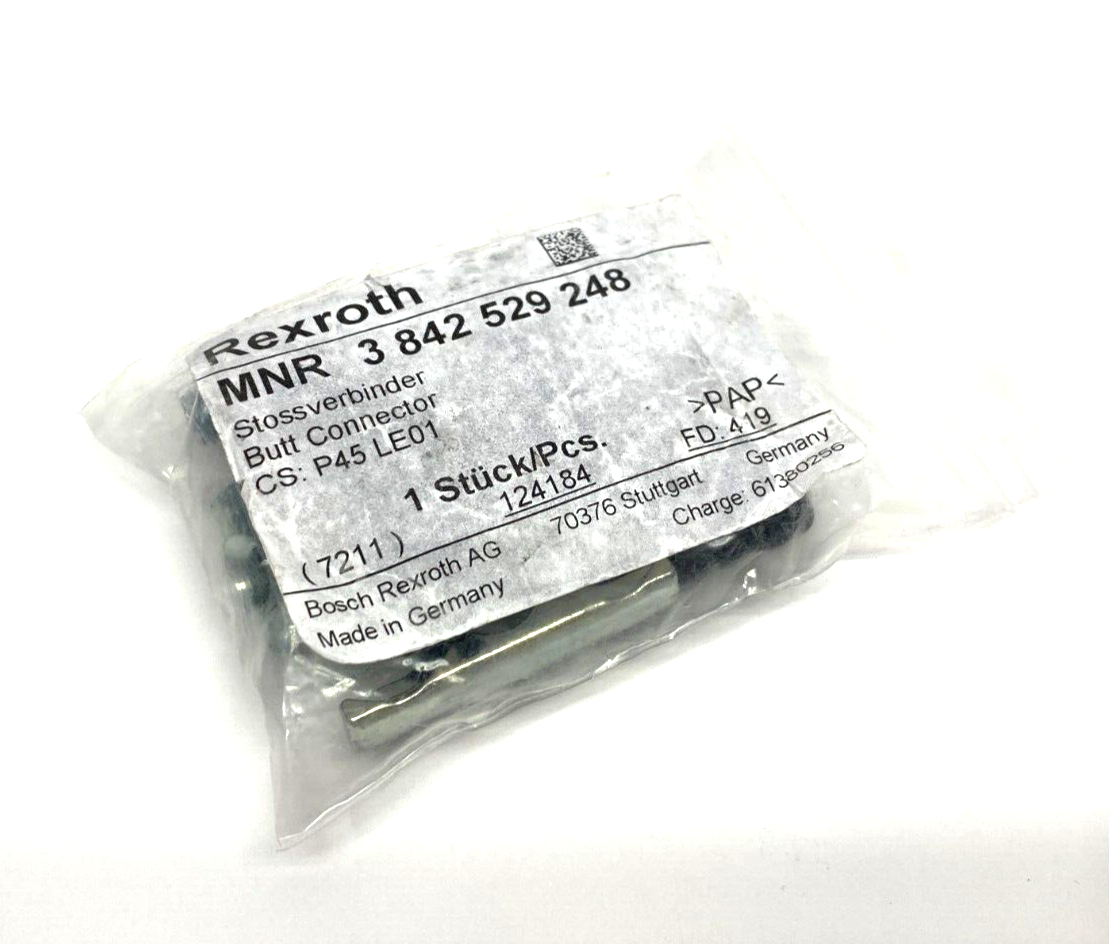 Rexroth
MNR 3 842 529 248
Stossverbinder
Butt Connector
CS: P45 LE01
>PAP<
1 Stück/Pcs.
FD: 419
(7211) 124184
Bosch Rexroth AG 70376 Stuttgart Germany
Made in Germany Charge: 61380256